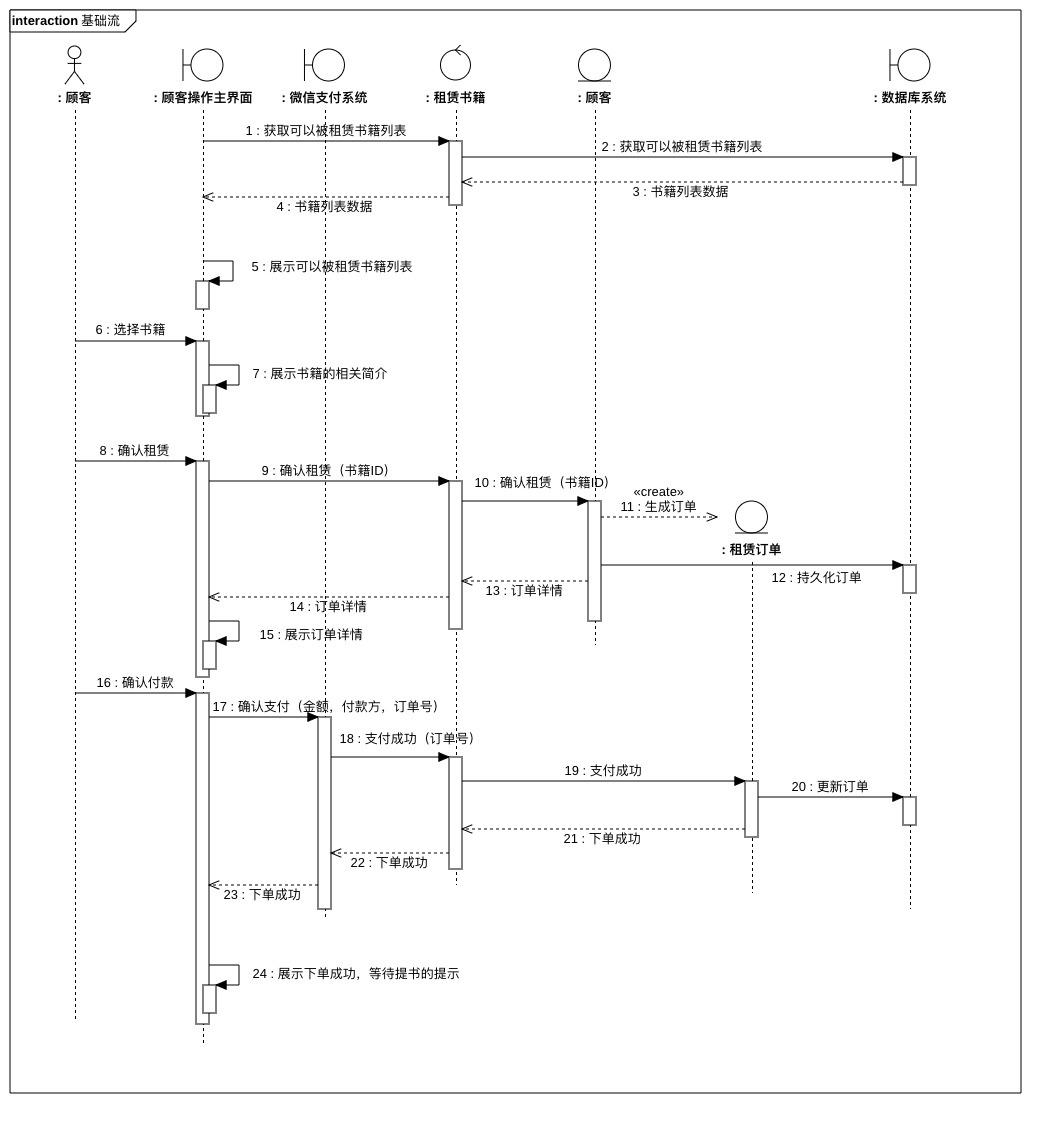 interaction 基础流
: 顾客
: 顾客操作主界面
: 微信支付系统
: 租赁书籍
: 顾客
: 数据库系统
1 : 获取可以被租赁书籍列表
2 : 获取可以被租赁书籍列表
3 : 书籍列表数据
4 : 书籍列表数据
5 : 展示可以被租赁书籍列表
6 : 选择书籍
7 : 展示书籍的相关简介
8 : 确认租赁
9 : 确认租赁（书籍ID）
10 : 确认租赁（书籍ID）
«create»
11 : 生成订单
: 租赁订单
12 : 持久化订单
13 : 订单详情
14 : 订单详情
15 : 展示订单详情
16 : 确认付款
17 : 确认支付（金额，付款方，订单号）
18 : 支付成功（订单号）
19 : 支付成功
20 : 更新订单
21 : 下单成功
22 : 下单成功
23 : 下单成功
24 : 展示下单成功，等待提书的提示